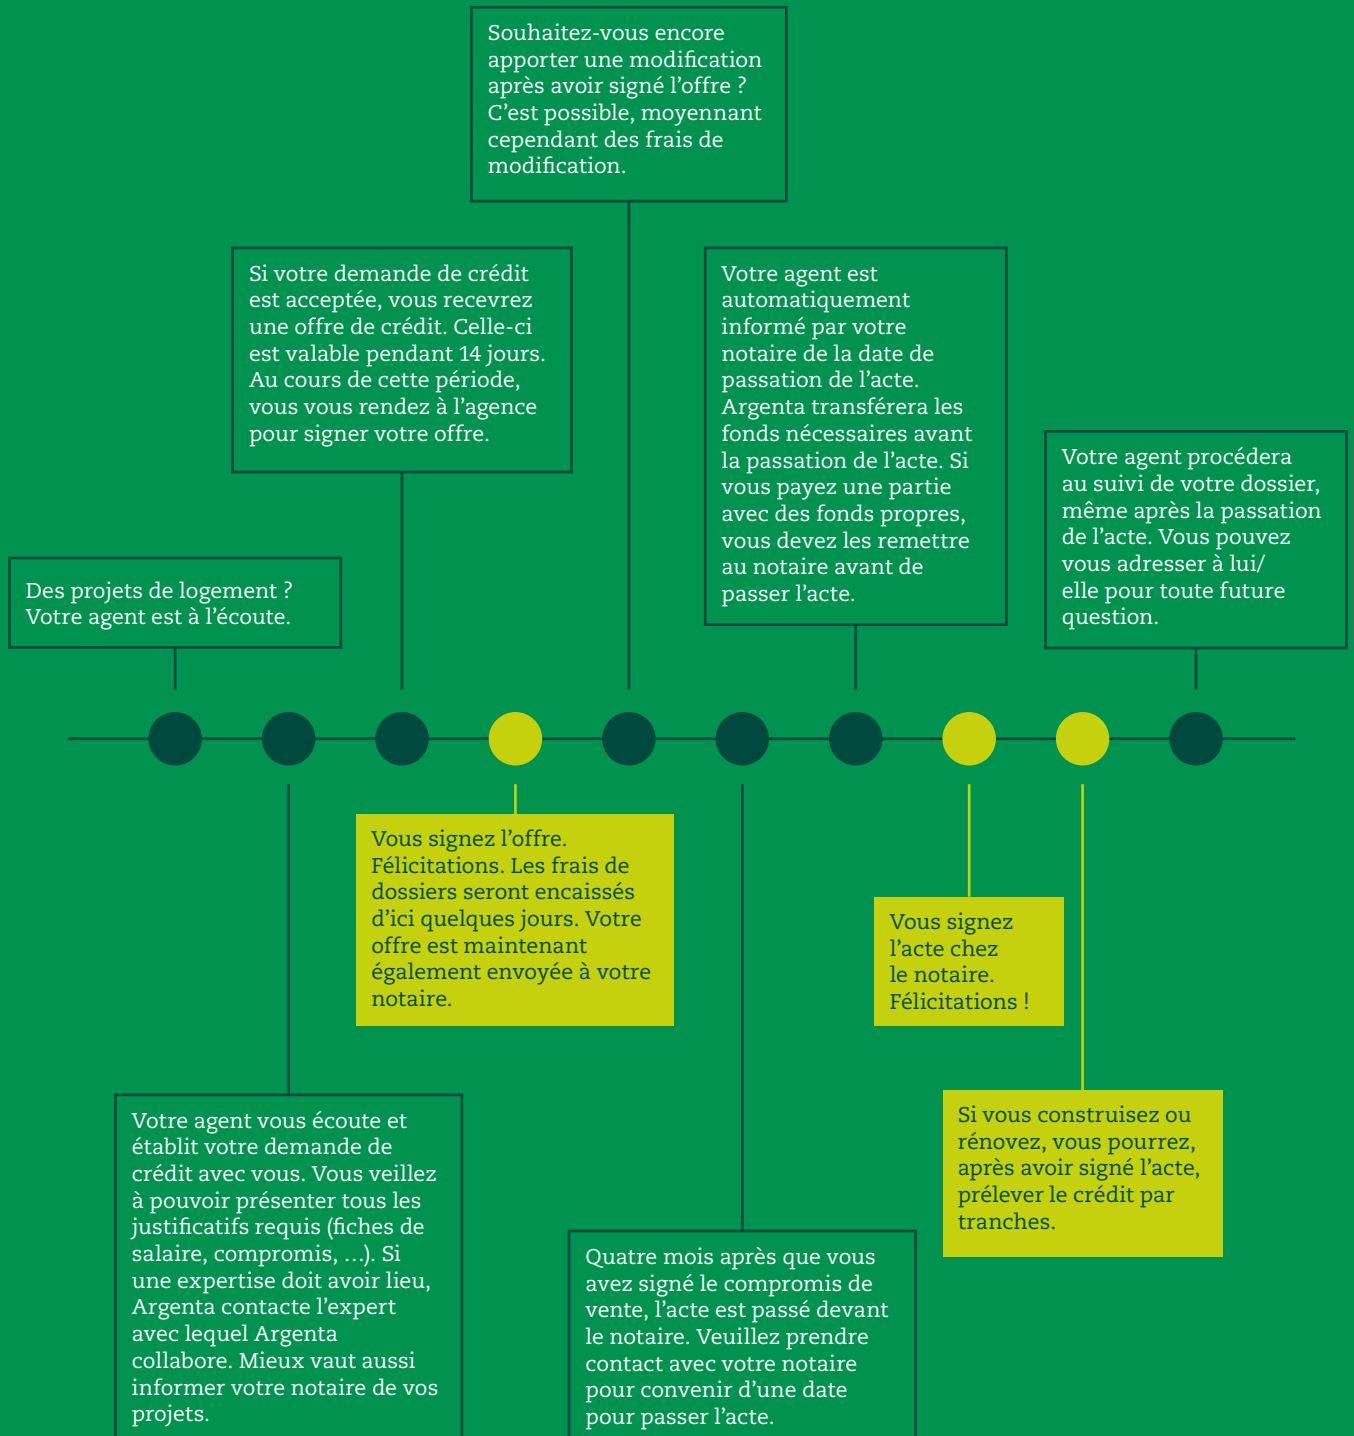 Des projets de logement ?
Votre agent est à l’écoute.
Votre agent vous écoute et
établit votre demande de
crédit avec vous. Vous veillez
à pouvoir présenter tous les
justificatifs requis (fiches de
salaire, compromis, …). Si
une expertise doit avoir lieu,
Argenta contacte l’expert
avec lequel Argenta
collabore. Mieux vaut aussi
informer votre notaire de vos
projets.
Si votre demande de crédit
est acceptée, vous recevrez
une offre de crédit. Celle-ci
est valable pendant 14 jours.
Au cours de cette période,
vous vous rendez à l’agence
pour signer votre offre.
Vous signez l’offre.
Félicitations. Les frais de
dossiers seront encaissés
d’ici quelques jours. Votre
offre est maintenant
également envoyée à votre
notaire.
Souhaitez-vous encore
apporter une modification
après avoir signé l’offre ?
C’est possible, moyennant
cependant des frais de
modification.
Quatre mois après que vous
avez signé le compromis de
vente, l’acte est passé devant
le notaire. Veuillez prendre
contact avec votre notaire
pour convenir d’une date
pour passer l’acte.
Votre agent est
automatiquement
informé par votre
notaire de la date de
passation de l’acte.
Argenta transférera les
fonds nécessaires avant
la passation de l’acte. Si
vous payez une partie
avec des fonds propres,
vous devez les remettre
au notaire avant de
passer l’acte.
Vous signez
l’acte chez
le notaire.
Félicitations !
Si vous construisez ou
rénovez, vous pourrez,
après avoir signé l’acte,
prélever le crédit par
tranches.
Votre agent procédera
au suivi de votre dossier,
même après la passation
de l’acte. Vous pouvez
vous adresser à lui/
elle pour toute future
question.